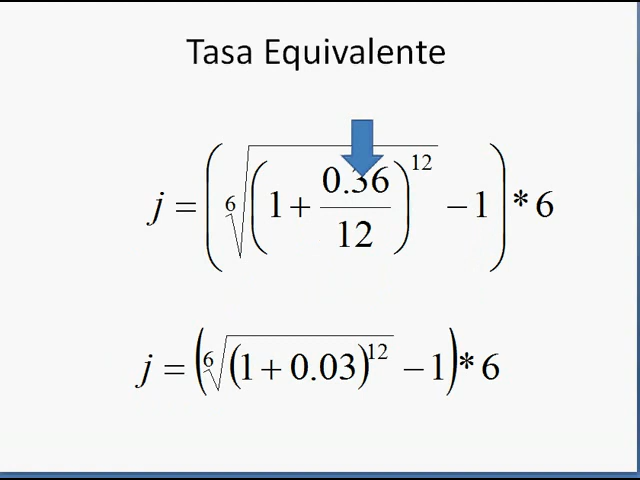 Tasa Equivalente
j = ( ⁶√(1 + 0.36/12)¹² − 1 ) * 6
j = ( ⁶√(1 + 0.03)¹² − 1 ) * 6